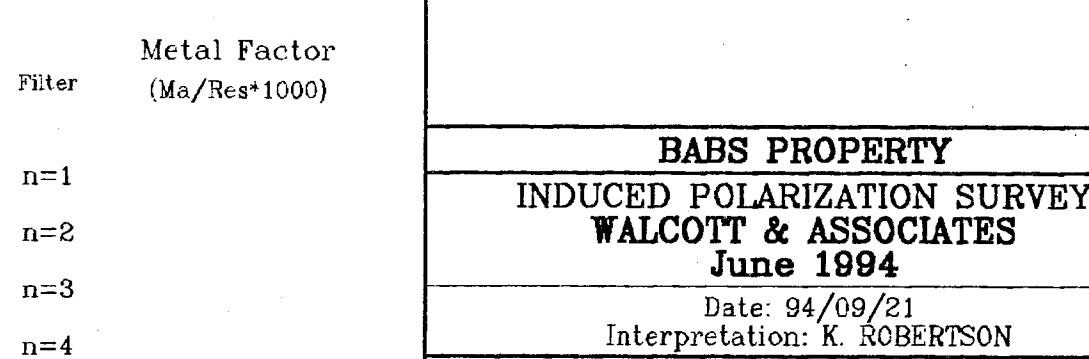 Metal Factor
Filter
(Ma/Res*1000)
n=1
n=2
n=3
n=4
BABS PROPERTY
INDUCED POLARIZATION SURVEY
WALCOTT & ASSOCIATES
June 1994
Date: 94/09/21
Interpretation: K. ROBERTSON